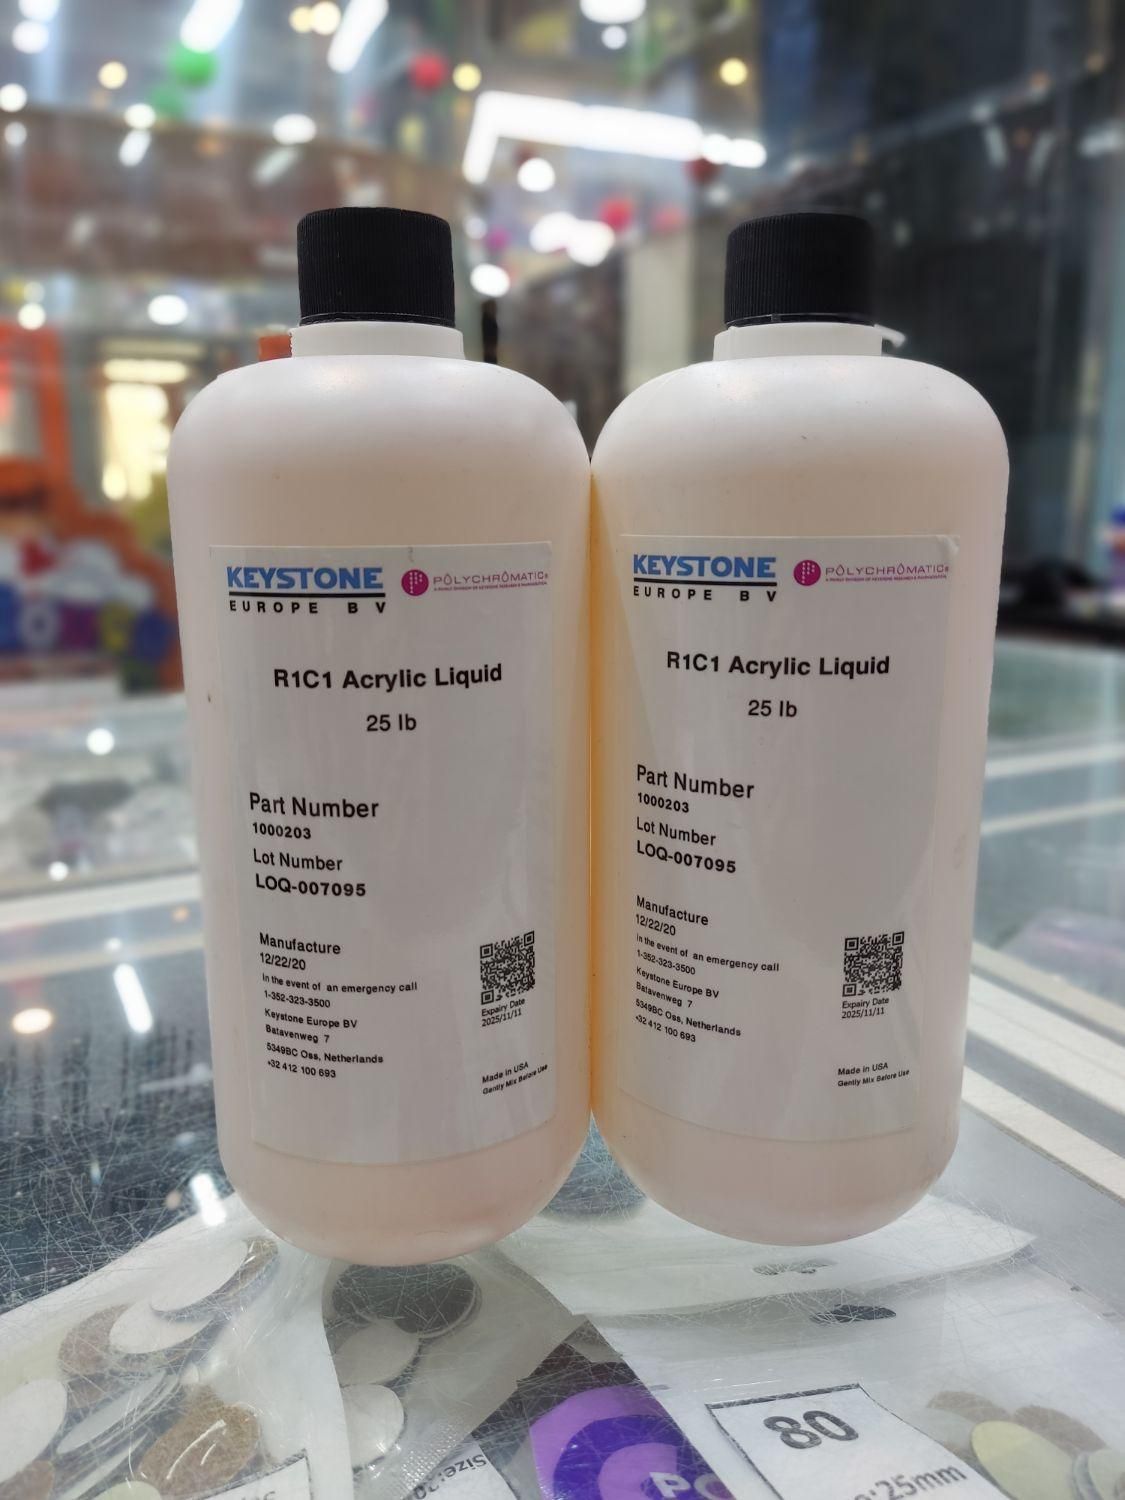 KEYSTONE
EUROPE BV
PÔLYCHRÔMATIC®
R1C1 Acrylic Liquid
25 lb
Part Number
1000203
Lot Number
LOQ-007095
Manufacture
12/22/20
In the event of an emergency call
1-352-323-3500
Keystone Europe BV
Batavenweg 7
5349BC Oss, Netherlands
+32 412 100 693
Expairy Date
2025/11/11
Made in USA
Gently Mix Before Use
KEYSTONE
EUROPE BV
PÔLYCHRÔMATIC®
R1C1 Acrylic Liquid
25 lb
Part Number
1000203
Lot Number
LOQ-007095
Manufacture
12/22/20
In the event of an emergency call
1-352-323-3500
Keystone Europe BV
Batavenweg 7
5349BC Oss, Netherlands
+32 412 100 693
Expairy Date
2025/11/11
Made in USA
Gently Mix Before Use
80
25mm